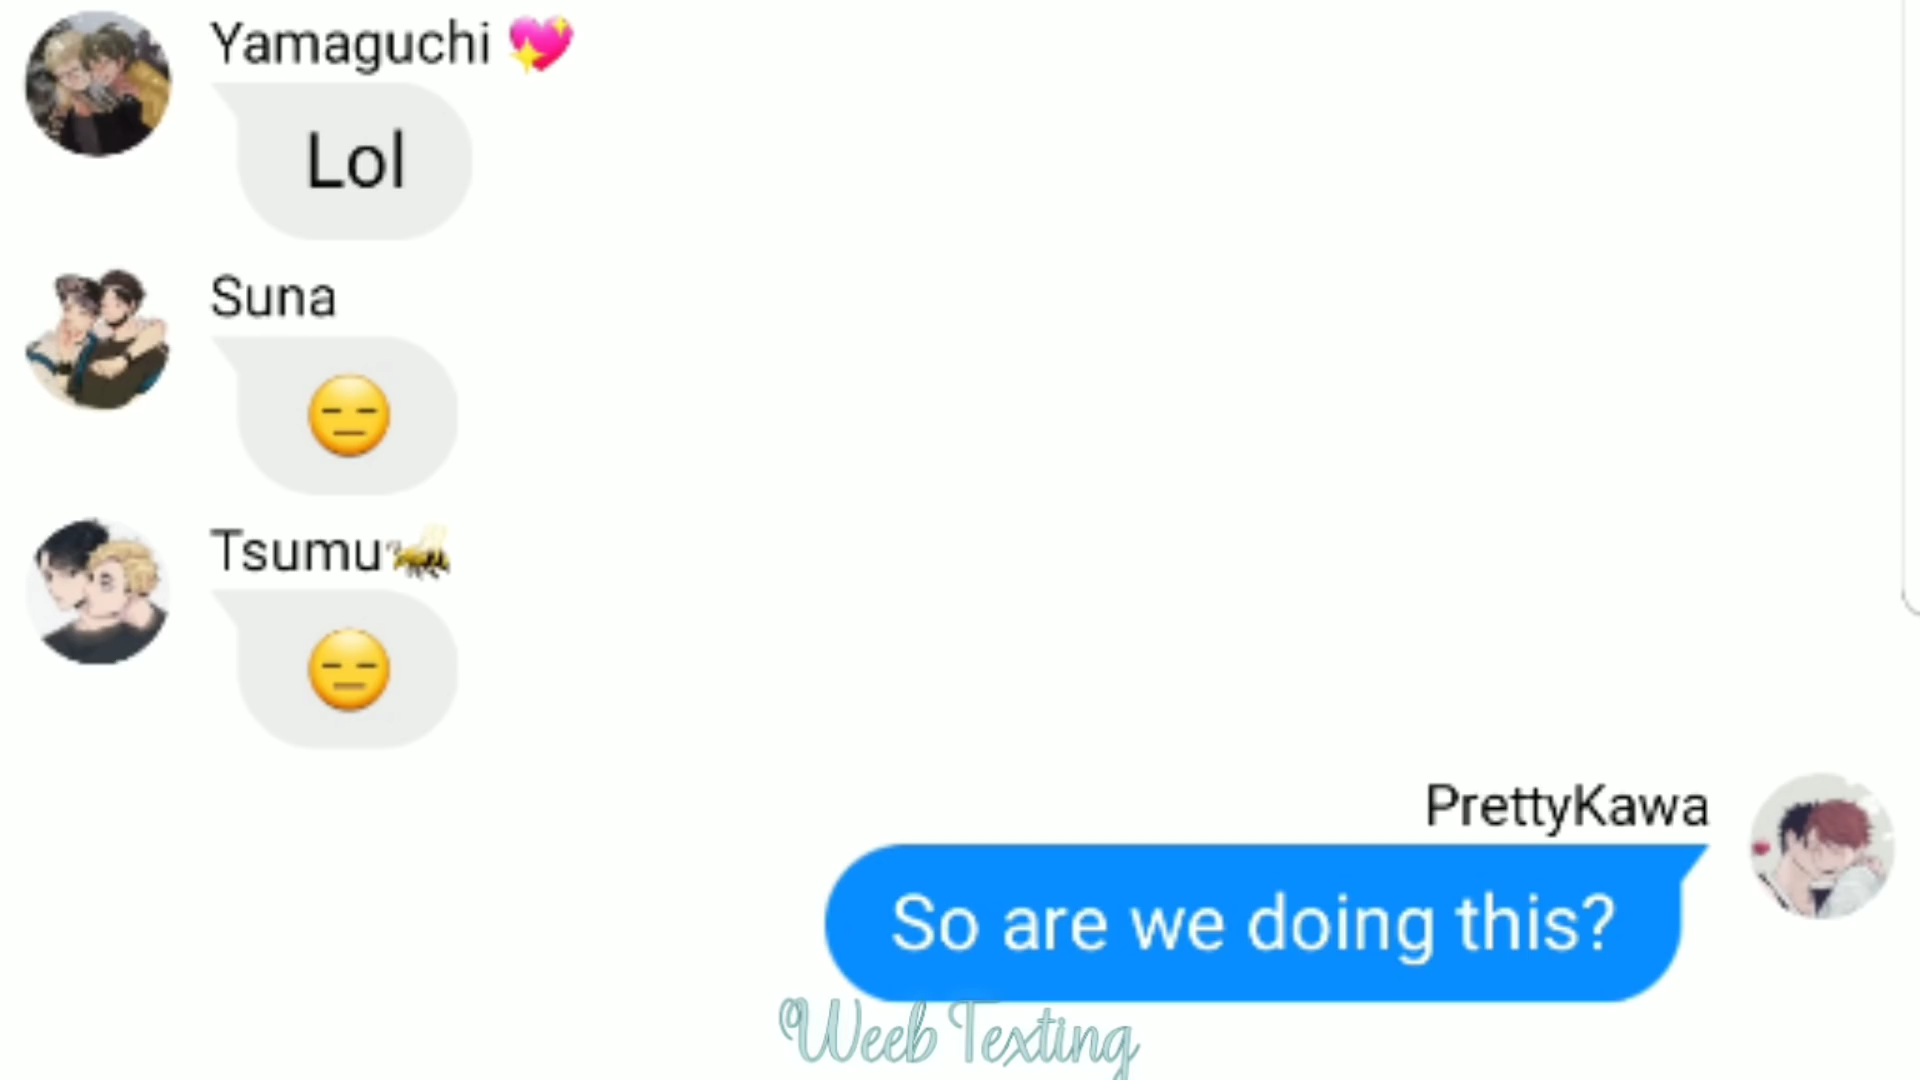 Yamaguchi 💖
Lol
Suna
😑
Tsumu🐝
😑
PrettyKawa
So are we doing this?
Weeb Texting